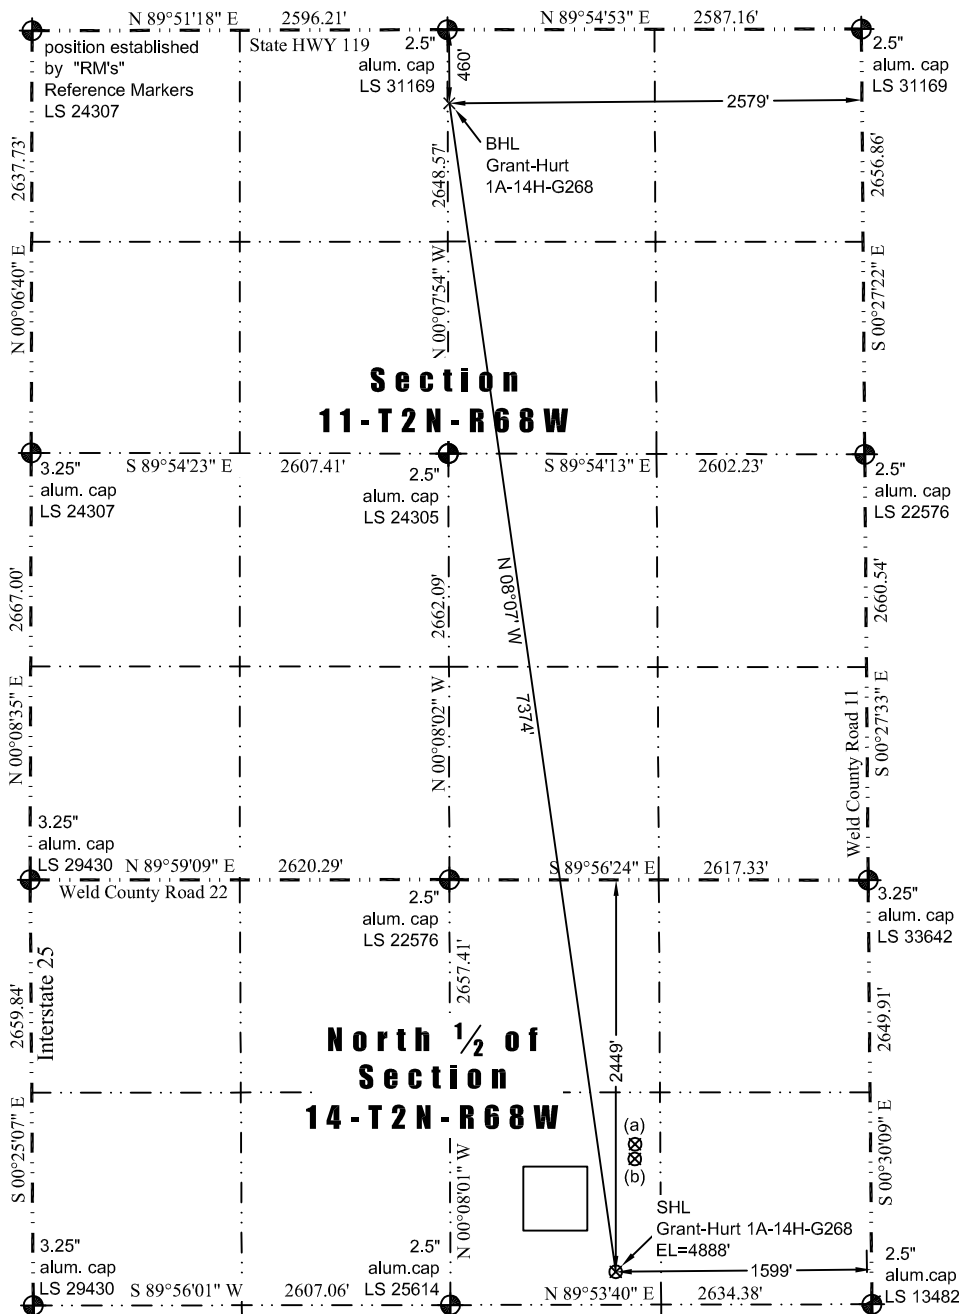 N 89°51'18" E 2596.21' N 89°54'53" E 2587.16'
position established
by "RM's"
Reference Markers
LS 24307
State HWY 119
2.5"
alum. cap
LS 31169
460'
2579'
2.5"
alum. cap
LS 31169
BHL
Grant-Hurt
1A-14H-G268
2637.73'
N 00°06'40" E
2648.57'
N 00°07'54" W
2656.86'
S 00°27'22" E
Section
11-T2N-R68W
3.25"
alum. cap
LS 24307
S 89°54'23" E 2607.41'
2.5"
alum. cap
LS 24305
S 89°54'13" E 2602.23'
2.5"
alum. cap
LS 22576
2667.00'
N 00°08'35" E
2662.09'
N 00°08'02" W
N 08°07' W
7374'
2660.54'
S 00°27'33" E
Weld County Road 11
3.25"
alum. cap
LS 29430
N 89°59'09" E 2620.29'
Weld County Road 22
2.5"
alum. cap
LS 22576
S 89°56'24" E 2617.33'
3.25"
alum. cap
LS 33642
2659.84'
Interstate 25
S 00°25'07" E
2657.41'
N 00°08'01" W
2449'
2649.91'
S 00°30'09" E
North ½ of
Section
14-T2N-R68W
(a)
(b)
SHL
Grant-Hurt 1A-14H-G268
EL=4888'
1599'
3.25"
alum. cap
LS 29430
S 89°56'01" W 2607.06'
2.5"
alum.cap
LS 25614
N 89°53'40" E 2634.38'
2.5"
alum.cap
LS 13482